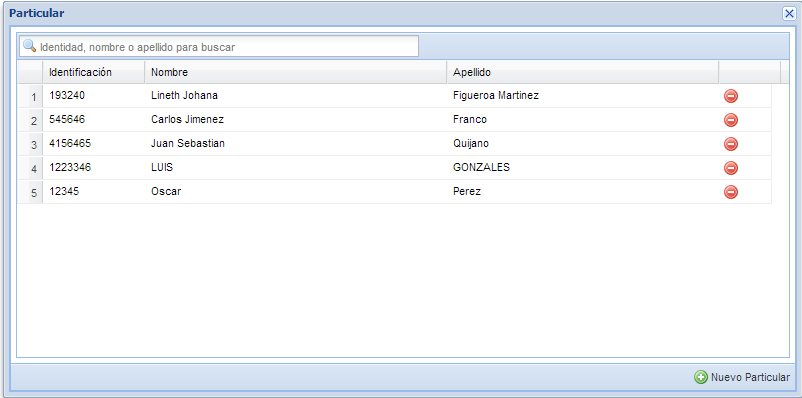 Particular
Identidad, nombre o apellido para buscar
Identificación Nombre Apellido
1 193240 Lineth Johana Figueroa Martinez
2 545646 Carlos Jimenez Franco
3 4156465 Juan Sebastian Quijano
4 1223346 LUIS GONZALES
5 12345 Oscar Perez
Nuevo Particular